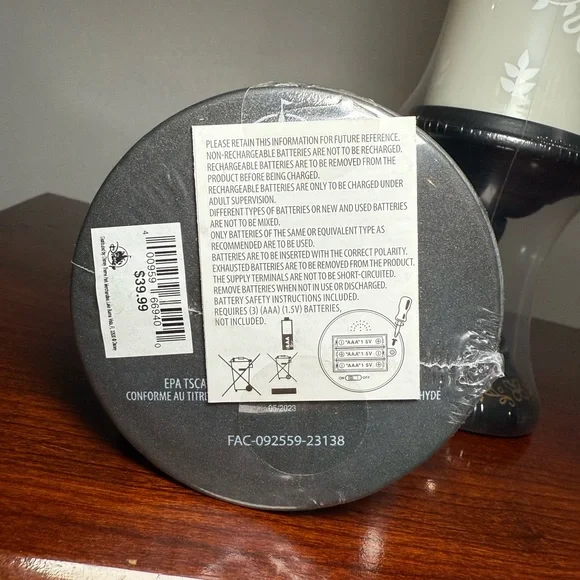 PLEASE RETAIN THIS INFORMATION FOR FUTURE REFERENCE.
NON-RECHARGEABLE BATTERIES ARE NOT TO BE RECHARGED.
RECHARGEABLE BATTERIES ARE TO BE REMOVED FROM THE
PRODUCT BEFORE BEING CHARGED.
RECHARGEABLE BATTERIES ARE ONLY TO BE CHARGED UNDER
ADULT SUPERVISION.
DIFFERENT TYPES OF BATTERIES OR NEW AND USED BATTERIES
ARE NOT TO BE MIXED.
ONLY BATTERIES OF THE SAME OR EQUIVALENT TYPE AS
RECOMMENDED ARE TO BE USED.
BATTERIES ARE TO BE INSERTED WITH THE CORRECT POLARITY.
EXHAUSTED BATTERIES ARE TO BE REMOVED FROM THE PRODUCT.
THE SUPPLY TERMINALS ARE NOT TO BE SHORT-CIRCUITED.
REMOVE BATTERIES WHEN NOT IN USE OR DISCHARGED.
BATTERY SAFETY INSTRUCTIONS INCLUDED.
REQUIRES (3) (AAA) (1.5V) BATTERIES,
NOT INCLUDED.
AAA
"AAA" 1 5V
"AAA" 1 5V
"AAA" 1 5V
ON OFF
4 00959 66940 0
$39.99
EPA TSCA
CONFORME AU TITRE
HYDE
05/2023
FAC-092559-23138